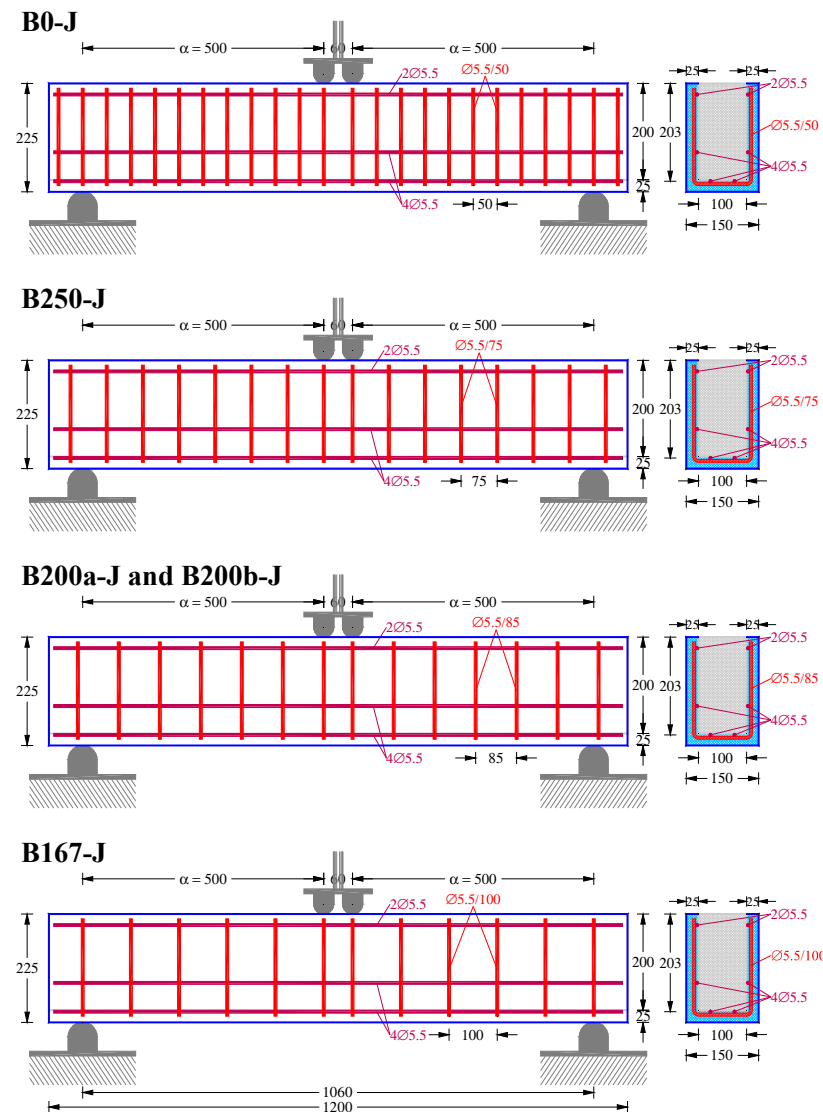 B0-J
α = 500 60 α = 500
2Ø5.5 Ø5.5/50 25 25
2Ø5.5
225 200 203 Ø5.5/50
4Ø5.5
25
4Ø5.5 50 100
150
B250-J
α = 500 60 α = 500
2Ø5.5 Ø5.5/75 25 25
2Ø5.5
225 200 203 Ø5.5/75
4Ø5.5
25
4Ø5.5 75 100
150
B200a-J and B200b-J
α = 500 60 α = 500
2Ø5.5 Ø5.5/85 25 25
2Ø5.5
225 200 203 Ø5.5/85
4Ø5.5
25
4Ø5.5 85 100
150
B167-J
α = 500 60 α = 500
2Ø5.5 Ø5.5/100 25 25
2Ø5.5
225 200 203 Ø5.5/100
4Ø5.5
25
4Ø5.5 100 100
150
1060
1200